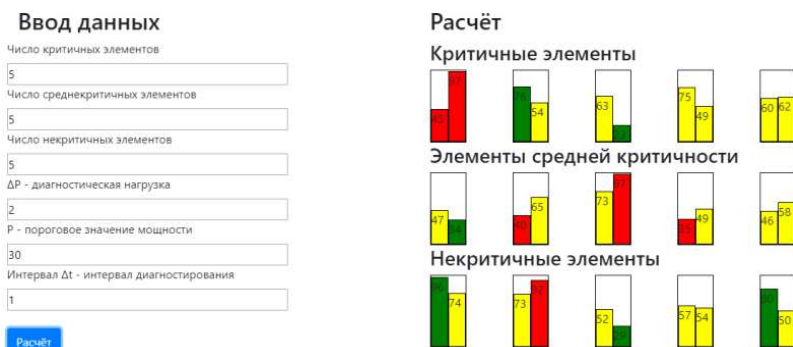 Ввод данных
Число критичных элементов
5
Число среднекритичных элементов
5
Число некритичных элементов
5
ΔP - диагностическая нагрузка
2
P - пороговое значение мощности
30
Интервал Δt - интервал диагностирования
1
Расчёт
Расчёт
Критичные элементы
45 97 76 54 63 75 49 60 62
Элементы средней критичности
47 65 73 97 49 46 58
Некритичные элементы
96 74 73 92 52 57 54 50